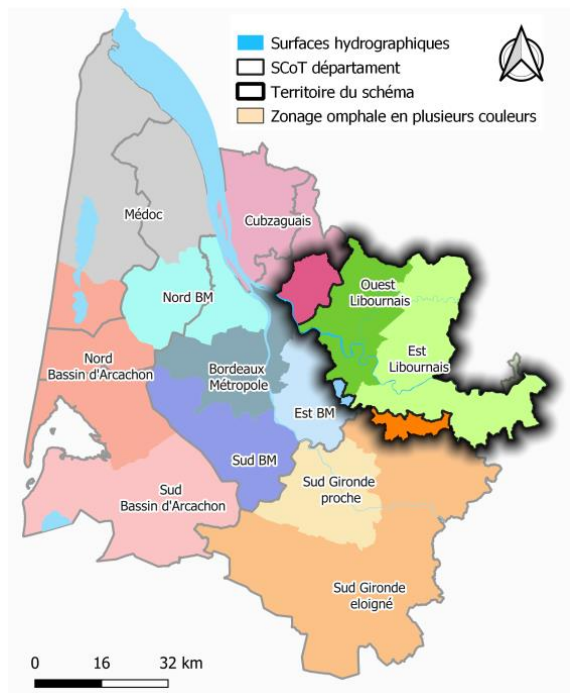 Surfaces hydrographiques
SCoT départament
Territoire du schéma
Zonage omphale en plusieurs couleurs
Médoc
Cubzaguais
Nord BM
Ouest
Libournais
Nord
Bassin d'Arcachon
Bordeaux
Métropole
Est
Libournais
Est BM
Sud BM
Sud
Bassin d'Arcachon
Sud Gironde
proche
Sud Gironde
eloigné
0 16 32 km